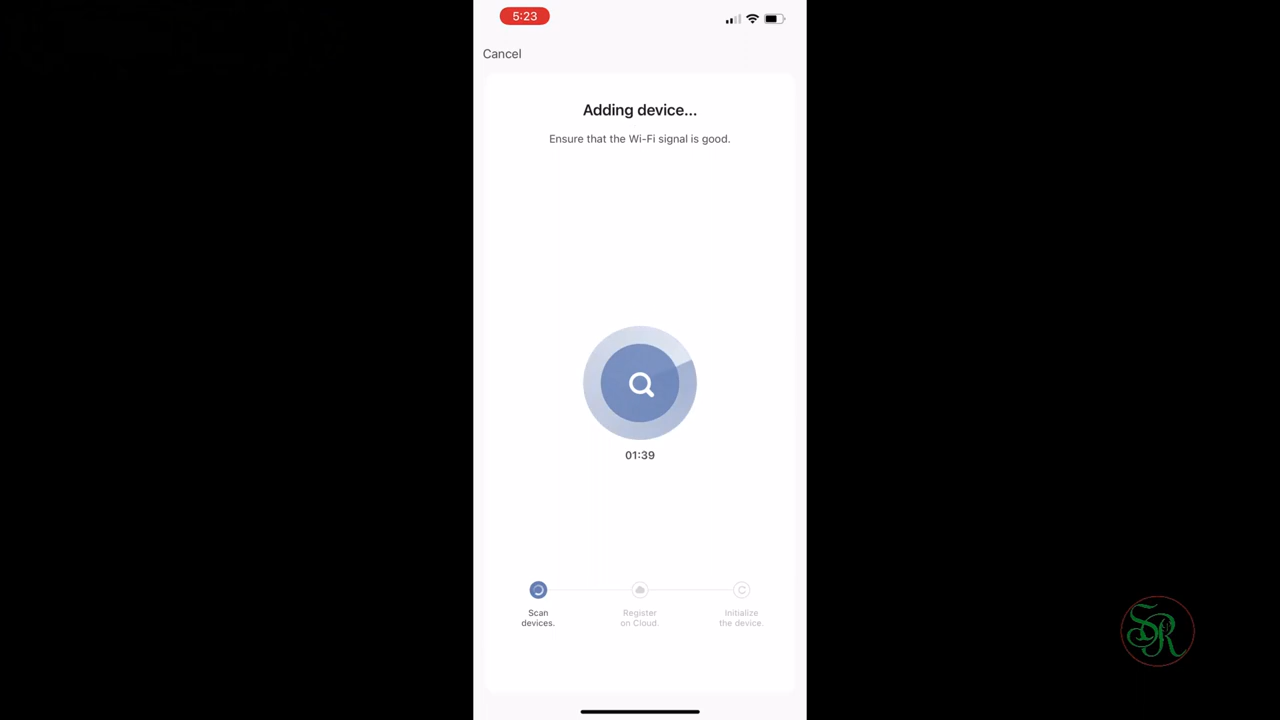 5:23
Cancel
Adding device...
Ensure that the Wi-Fi signal is good.
01:39
Scan
devices.
Register
on Cloud.
Initialize
the device.